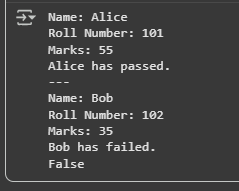 Name: Alice
Roll Number: 101
Marks: 55
Alice has passed.
---
Name: Bob
Roll Number: 102
Marks: 35
Bob has failed.
False